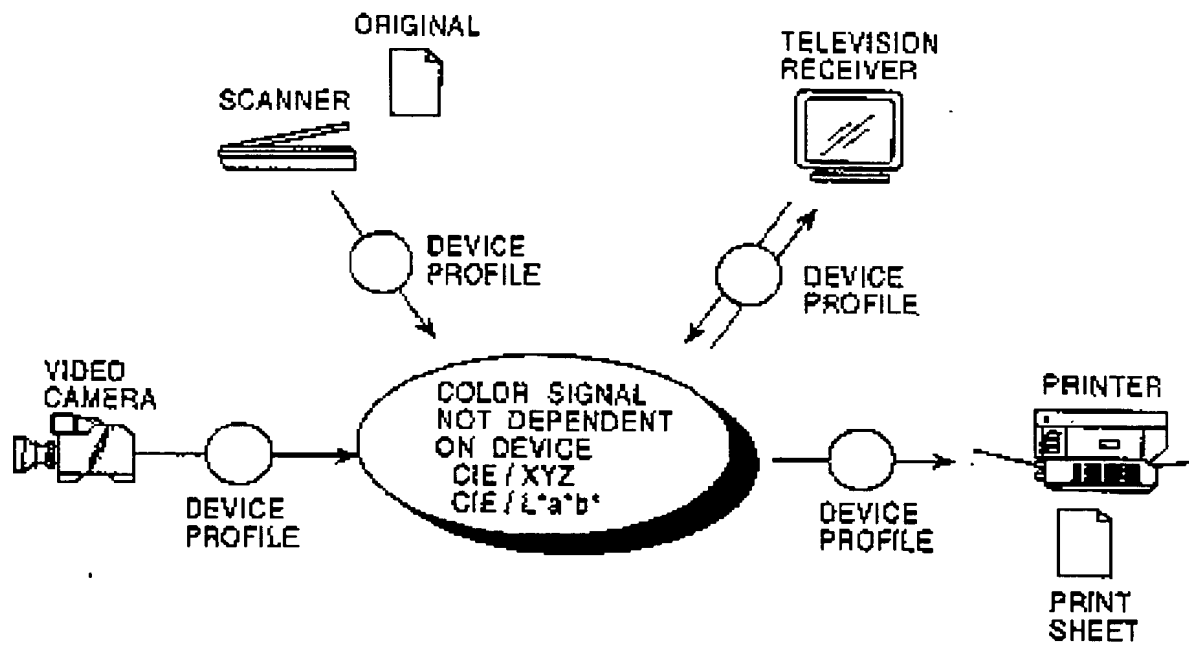 ORIGINAL
SCANNER
TELEVISION
RECEIVER
DEVICE
PROFILE
DEVICE
PROFILE
VIDEO
CAMERA
DEVICE
PROFILE
COLOR SIGNAL
NOT DEPENDENT
ON DEVICE
CIE/XYZ
CIE/L*a*b*
DEVICE
PROFILE
PRINTER
PRINT
SHEET